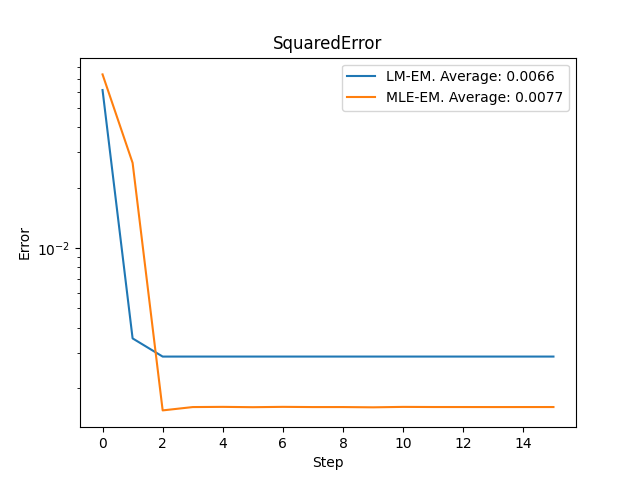 SquaredError
LM-EM. Average: 0.0066
MLE-EM. Average: 0.0077
Error
10⁻²
0 2 4 6 8 10 12 14
Step